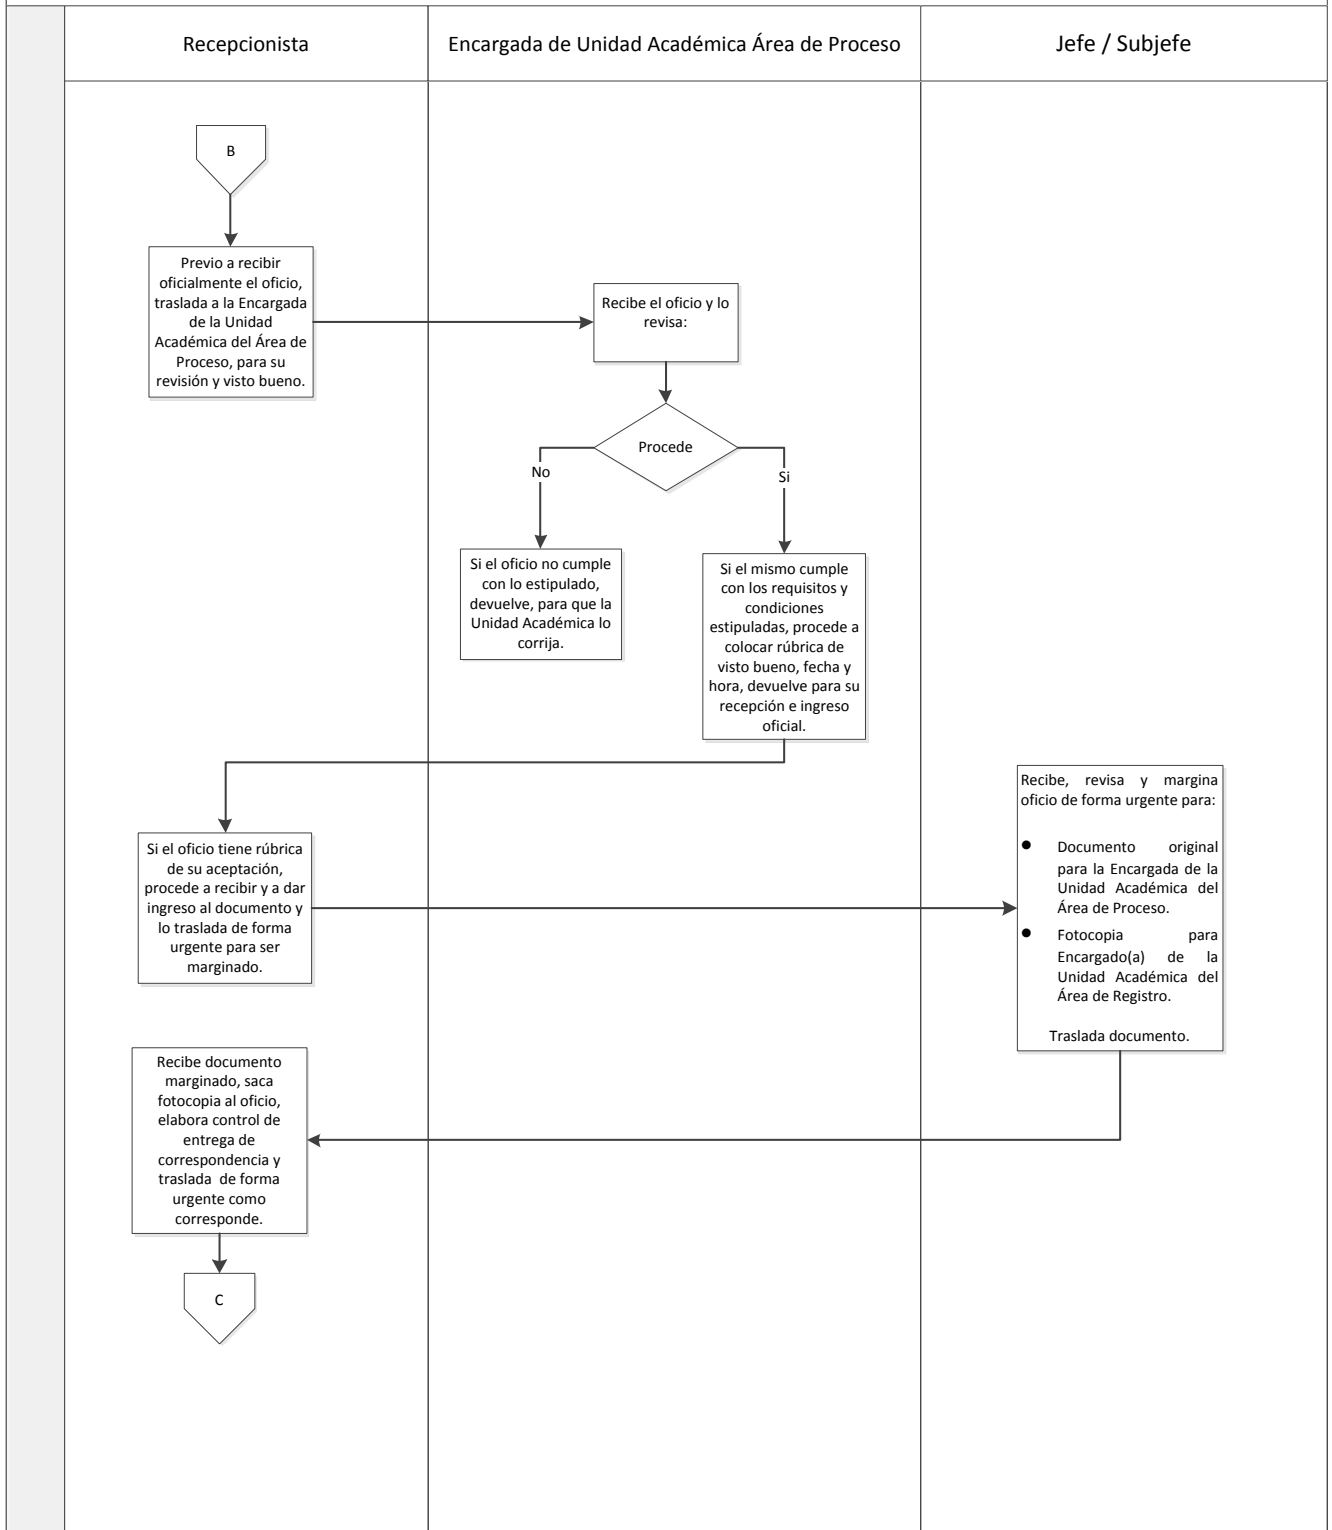 Recepcionista
Encargada de Unidad Académica Área de Proceso
Jefe / Subjefe
B
Previo a recibir
oficialmente el oficio,
traslada a la Encargada
de la Unidad
Académica del Área de
Proceso, para su
revisión y visto bueno.
Recibe el oficio y lo
revisa:
Procede
No
Si
Si el oficio no cumple
con lo estipulado,
devuelve, para que la
Unidad Académica lo
corrija.
Si el mismo cumple
con los requisitos y
condiciones
estipuladas, procede a
colocar rúbrica de
visto bueno, fecha y
hora, devuelve para su
recepción e ingreso
oficial.
Si el oficio tiene rúbrica
de su aceptación,
procede a recibir y a dar
ingreso al documento y
lo traslada de forma
urgente para ser
marginado.
Recibe, revisa y margina
oficio de forma urgente para:
● Documento original
para la Encargada de la
Unidad Académica del
Área de Proceso.
● Fotocopia para
Encargado(a) de la
Unidad Académica del
Área de Registro.
Traslada documento.
Recibe documento
marginado, saca
fotocopia al oficio,
elabora control de
entrega de
correspondencia y
traslada de forma
urgente como
corresponde.
C